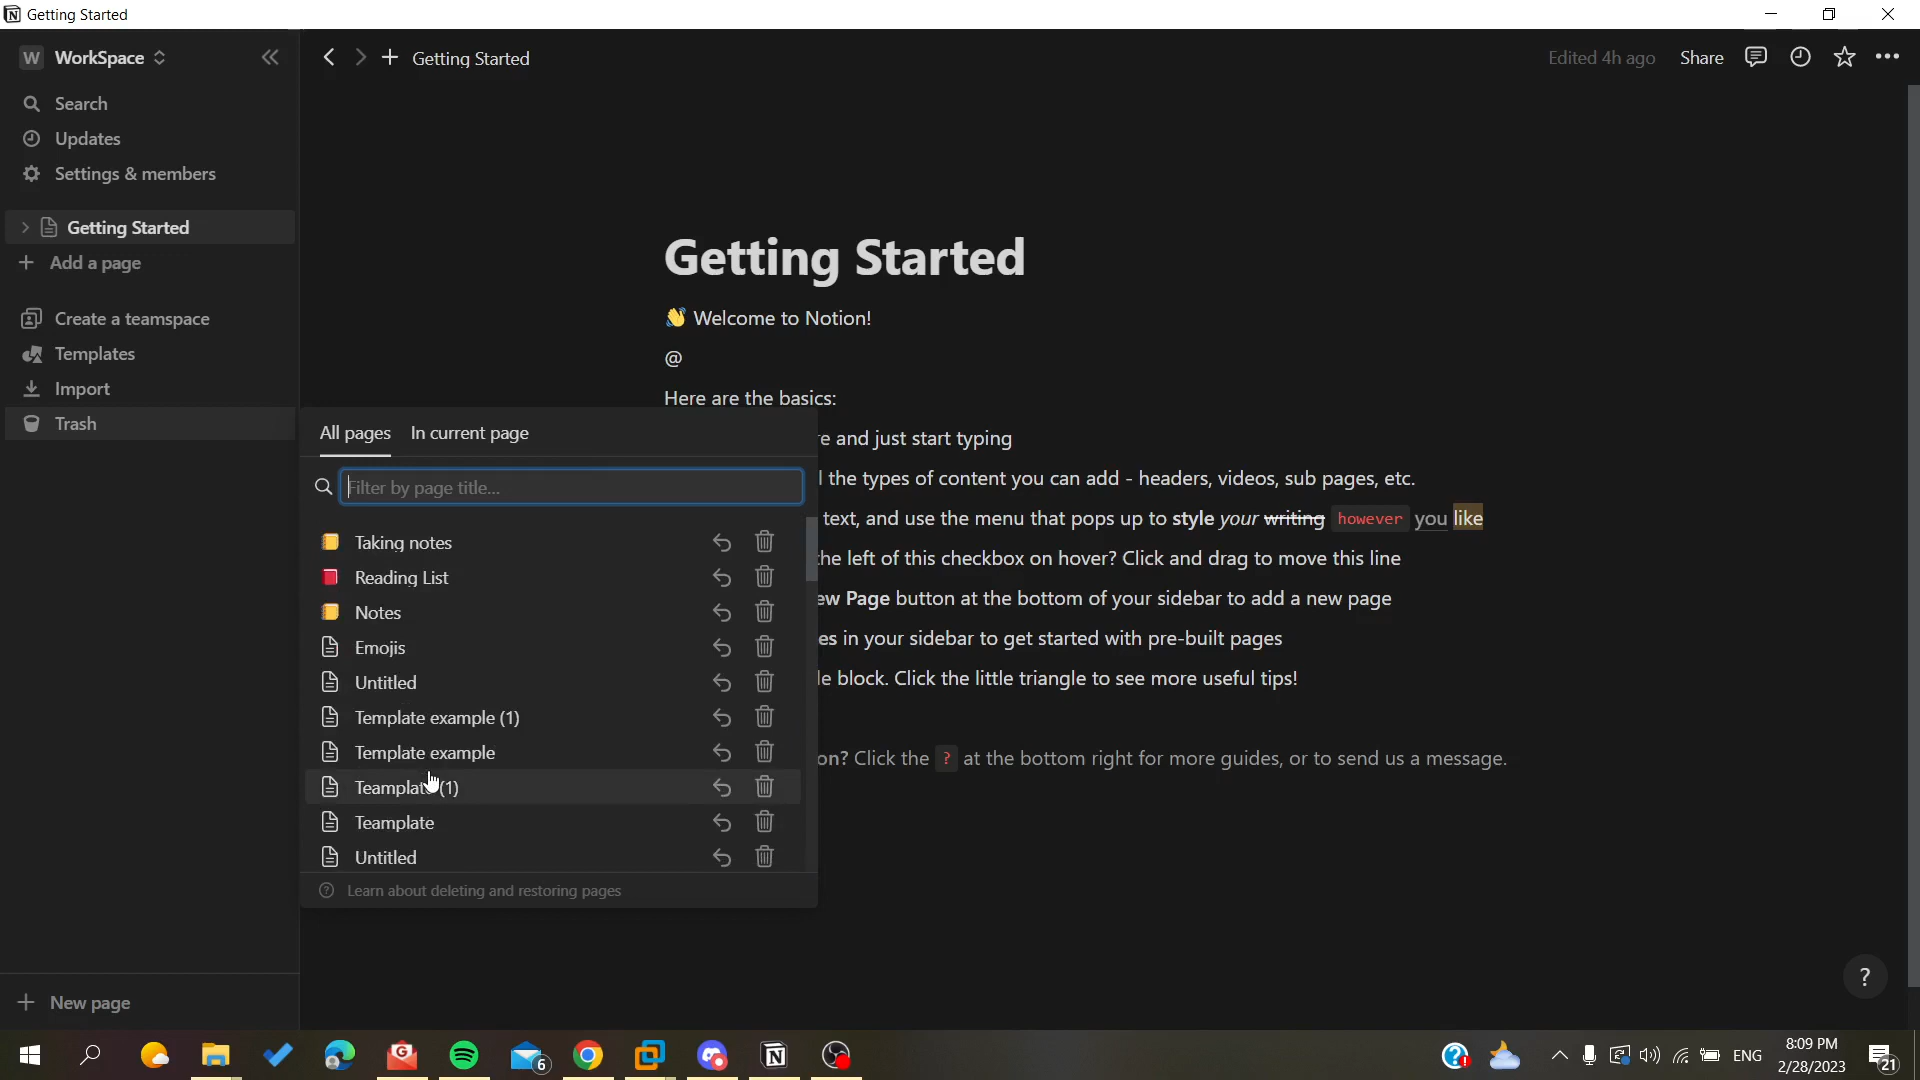 Getting Started
W WorkSpace
Getting Started
Edited 4h ago
Share
Search
Updates
Settings & members
Getting Started
Add a page
Create a teamspace
Templates
Import
Trash
Getting Started
👋 Welcome to Notion!
@
Here are the basics:
All pages In current page
Filter by page title...
Taking notes
Reading List
Notes
Emojis
Untitled
Template example (1)
Template example
(1)
Teamplate
Untitled
Learn about deleting and restoring pages
and just start typing
the types of content you can add - headers, videos, sub pages, etc.
text, and use the menu that pops up to style your writing however you like
the left of this checkbox on hover? Click and drag to move this line
Page button at the bottom of your sidebar to add a new page
in your sidebar to get started with pre-built pages
block. Click the little triangle to see more useful tips!
Click the ? at the bottom right for more guides, or to send us a message.
?
New page
6
ENG
8:09 PM
2/28/2023
21